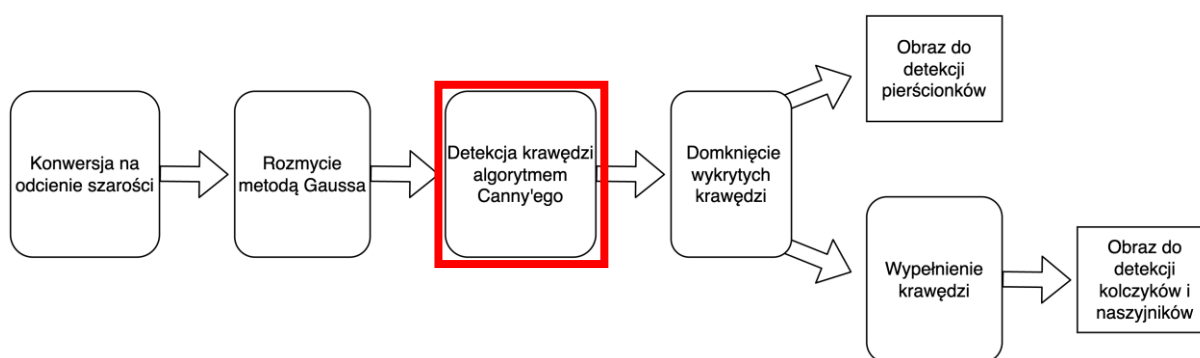 Konwersja na
odcienie szarości
Rozmycie
metodą Gaussa
Detekcja krawędzi
algorytmem
Canny'ego
Domknięcie
wykrytych
krawędzi
Obraz do
detekcji
pierścionków
Wypełnienie
krawędzi
Obraz do
detekcji
kolczyków i
naszyjników